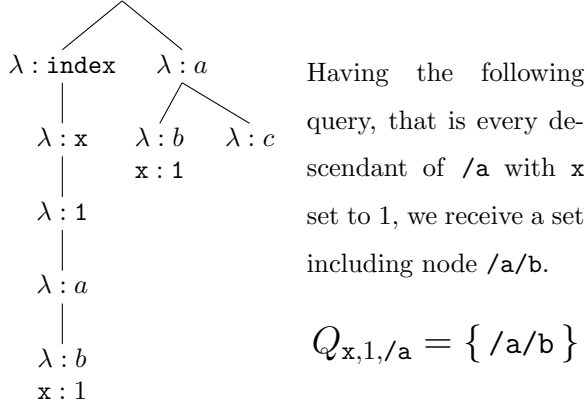 λ : index λ : a
λ : x λ : b λ : c
x : 1
λ : 1
λ : a
λ : b
x : 1
Having the following
query, that is every de-
scendant of /a with x
set to 1, we receive a set
including node /a/b.
Qx,1,/a = { /a/b }